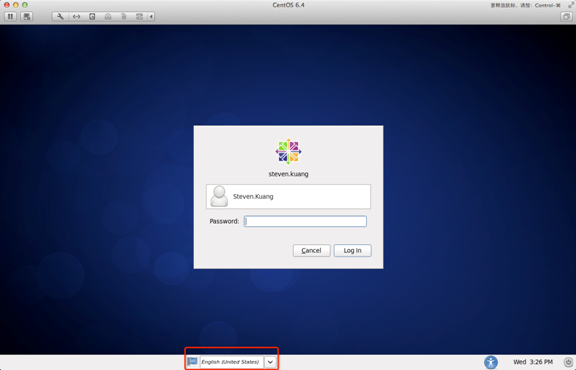 CentOS 6.4
要释放鼠标，请按：Control-⌘
steven.kuang
Steven.Kuang
Password:
Cancel
Log In
English (United States)
Wed 3:26 PM